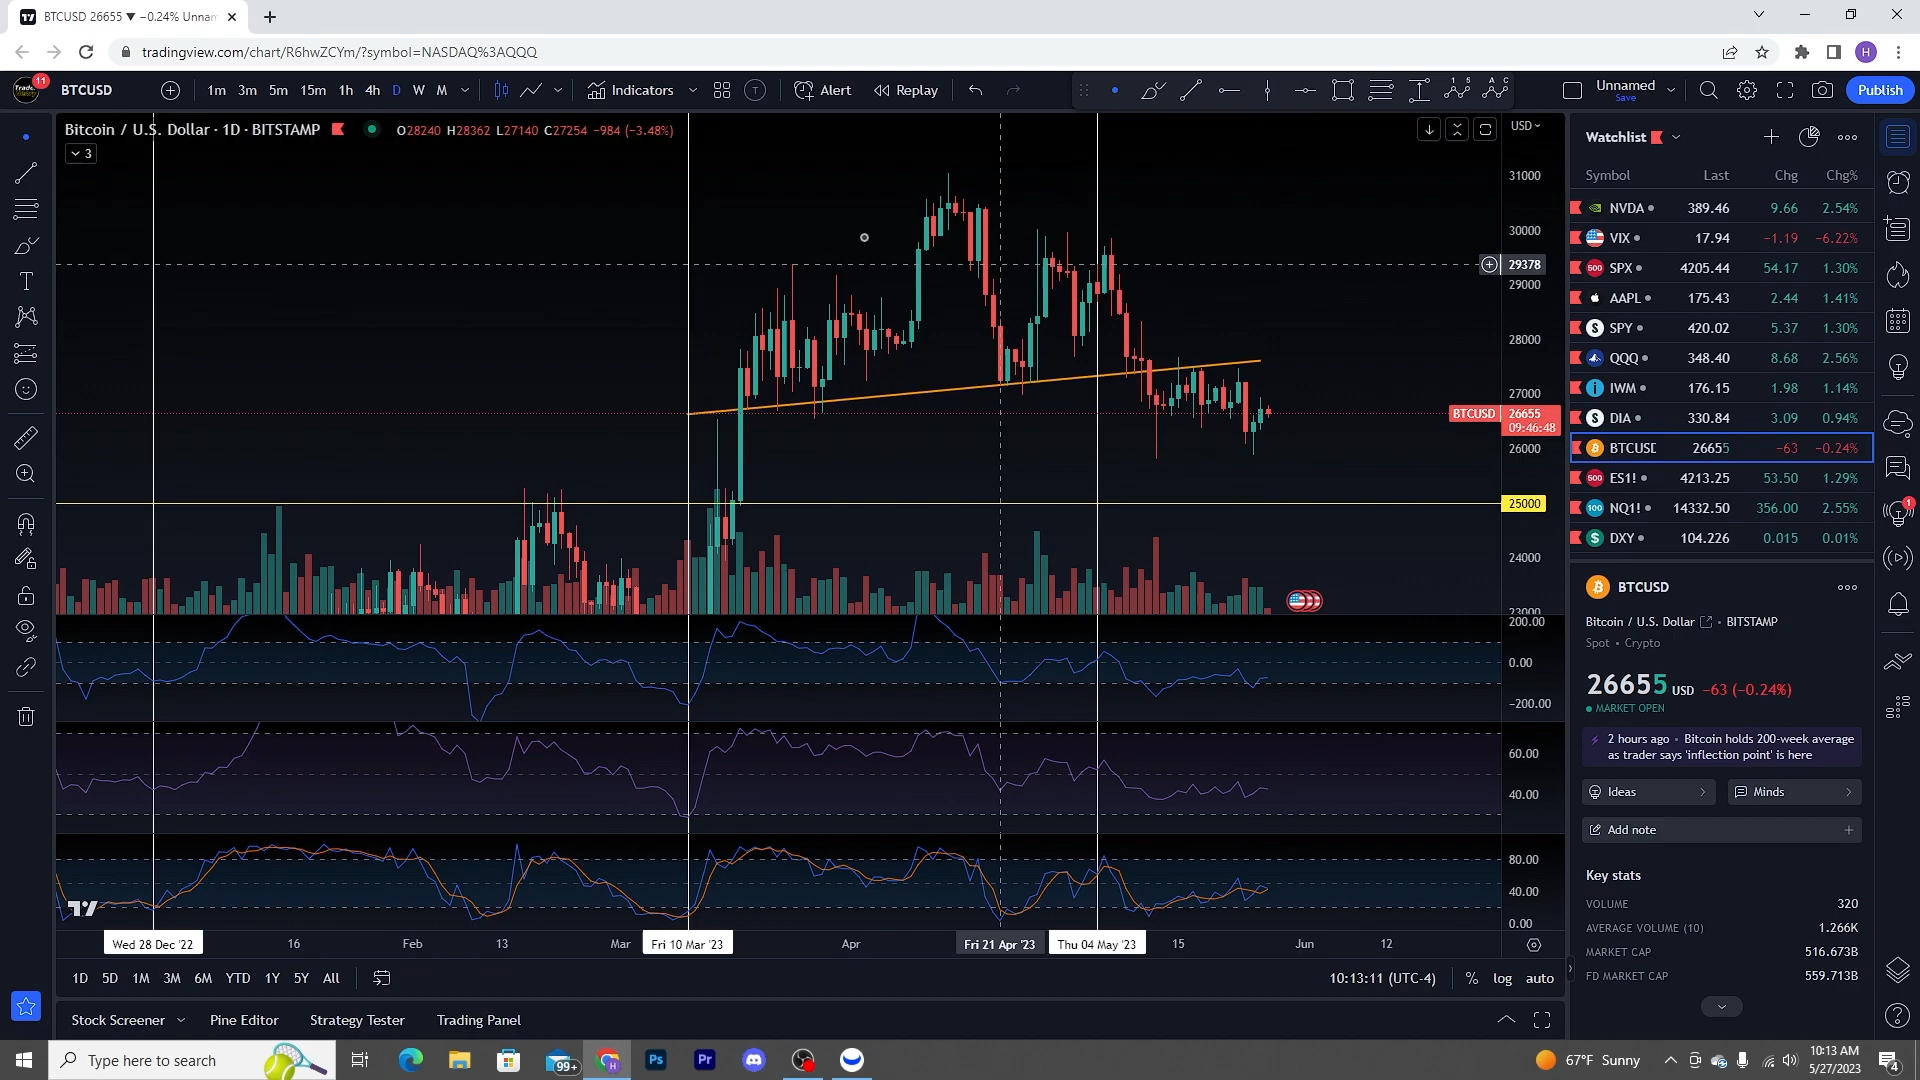 BTCUSD 26655 ▼ −0.24% Unnam
tradingview.com/chart/R6hwZCYm/?symbol=NASDAQ%3AQQQ
H
11
BTCUSD
1m 3m 5m 15m 1h 4h D W M
Indicators
Alert
Replay
Unnamed
Save
Publish
Bitcoin / U.S. Dollar · 1D · BITSTAMP
O28240 H28362 L27140 C27254 −984 (−3.48%)
3
USD
31000
30000
29378
29000
28000
27000
BTCUSD 26655
09:46:48
26000
25000
24000
23000
200.00
0.00
−200.00
60.00
40.00
80.00
40.00
0.00
Wed 28 Dec '22
16
Feb
13
Mar
Fri 10 Mar '23
Apr
Fri 21 Apr '23
Thu 04 May '23
15
Jun
12
1D 5D 1M 3M 6M YTD 1Y 5Y All
10:13:11 (UTC-4)
% log auto
Stock Screener
Pine Editor
Strategy Tester
Trading Panel
Watchlist
Symbol Last Chg Chg%
NVDA 389.46 9.66 2.54%
VIX 17.94 −1.19 −6.22%
SPX 4205.44 54.17 1.30%
AAPL 175.43 2.44 1.41%
SPY 420.02 5.37 1.30%
QQQ 348.40 8.68 2.56%
IWM 176.15 1.98 1.14%
DIA 330.84 3.09 0.94%
BTCUSD 26655 −63 −0.24%
ES1! 4213.25 53.50 1.29%
NQ1! 14332.50 356.00 2.55%
DXY 104.226 0.015 0.01%
1
BTCUSD
Bitcoin / U.S. Dollar • BITSTAMP
Spot • Crypto
26655 USD −63 (−0.24%)
MARKET OPEN
2 hours ago • Bitcoin holds 200-week average
as trader says 'inflection point' is here
Ideas
Minds
Add note
Key stats
VOLUME 320
AVERAGE VOLUME (10) 1.266K
MARKET CAP 516.673B
FD MARKET CAP 559.713B
Type here to search
99+
Ps
Pr
67°F Sunny
10:13 AM
5/27/2023
4